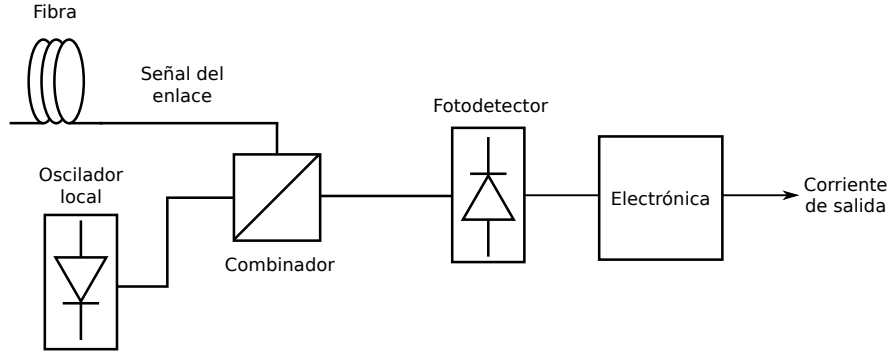 Fibra
Señal del
enlace
Fotodetector
Oscilador
local
Electrónica
Corriente
de salida
Combinador